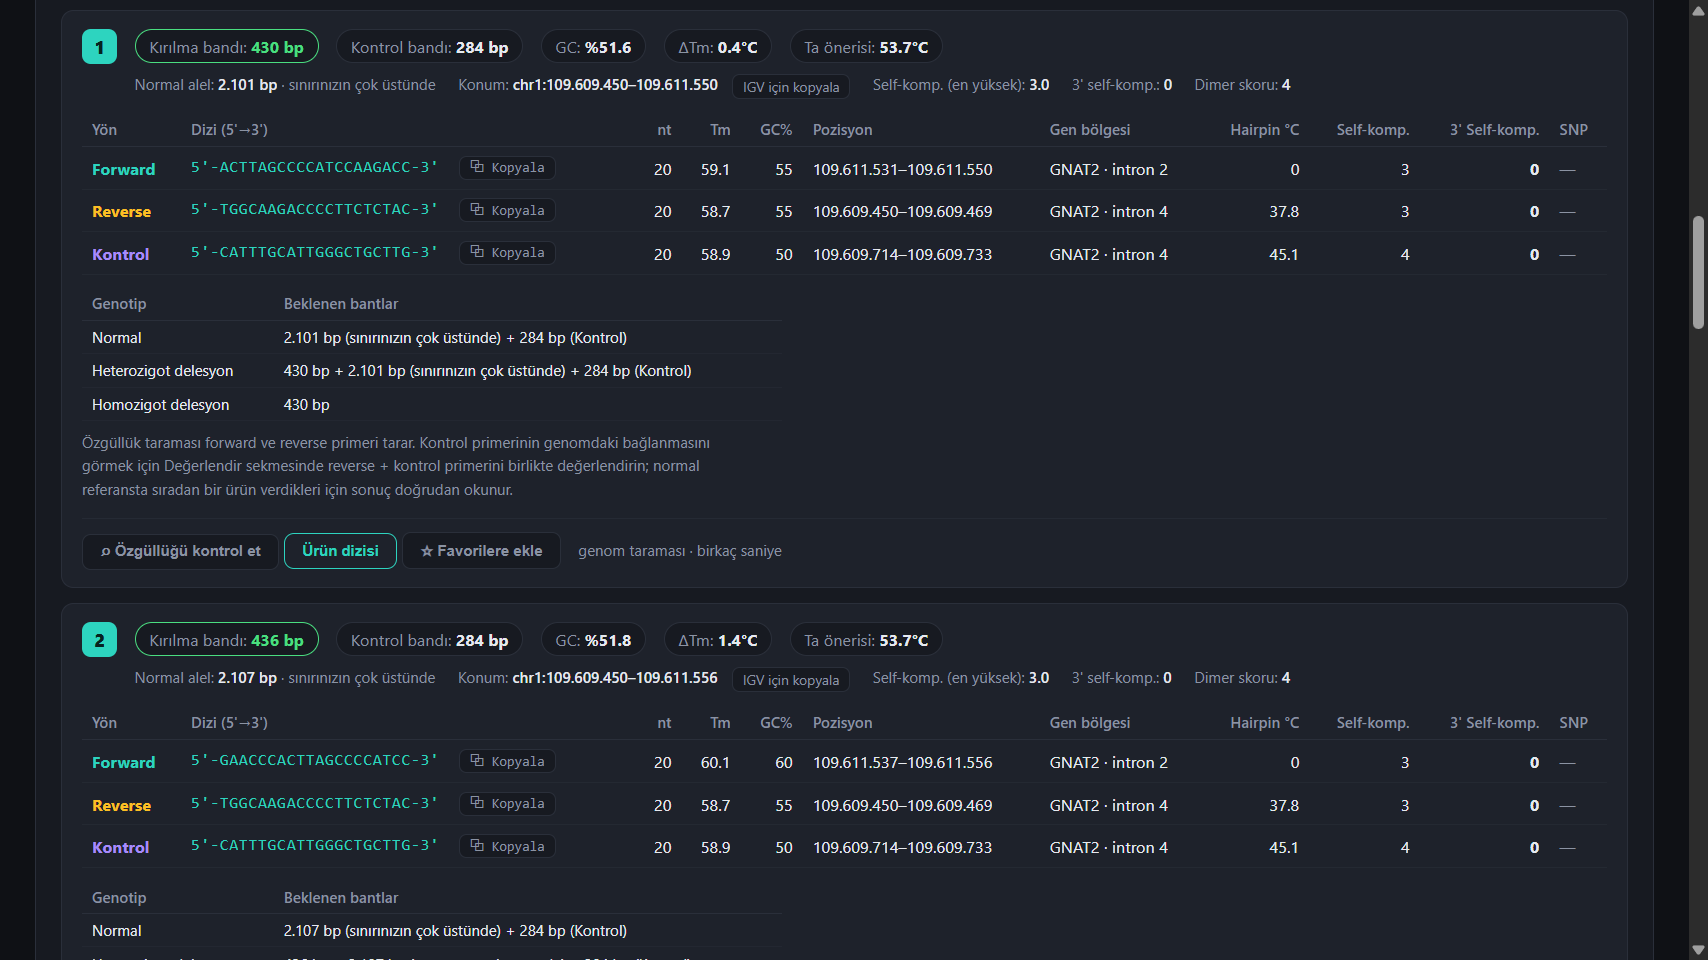 1 Kırılma bandı: 430 bp Kontrol bandı: 284 bp GC: %51.6 ΔTm: 0.4°C Ta önerisi: 53.7°C
Normal alel: 2.101 bp · sınırınızın çok üstünde Konum: chr1:109.609.450–109.611.550 IGV için kopyala Self-komp. (en yüksek): 3.0 3' self-komp.: 0 Dimer skoru: 4
Yön Dizi (5'→3') nt Tm GC% Pozisyon Gen bölgesi Hairpin °C Self-komp. 3' Self-komp. SNP
Forward 5'-ACTTAGCCCCATCCAAGACC-3' Kopyala 20 59.1 55 109.611.531–109.611.550 GNAT2 · intron 2 0 3 0 —
Reverse 5'-TGGCAAGACCCCTTCTCTAC-3' Kopyala 20 58.7 55 109.609.450–109.609.469 GNAT2 · intron 4 37.8 3 0 —
Kontrol 5'-CATTTGCATTGGGCTGCTTG-3' Kopyala 20 58.9 50 109.609.714–109.609.733 GNAT2 · intron 4 45.1 4 0 —
Genotip Beklenen bantlar
Normal 2.101 bp (sınırınızın çok üstünde) + 284 bp (Kontrol)
Heterozigot delesyon 430 bp + 2.101 bp (sınırınızın çok üstünde) + 284 bp (Kontrol)
Homozigot delesyon 430 bp
Özgüllük taraması forward ve reverse primeri tarar. Kontrol primerinin genomdaki bağlanmasını
görmek için Değerlendir sekmesinde reverse + kontrol primerini birlikte değerlendirin; normal
referansta sıradan bir ürün verdikleri için sonuç doğrudan okunur.
⌕ Özgüllüğü kontrol et Ürün dizisi ☆ Favorilere ekle genom taraması · birkaç saniye
2 Kırılma bandı: 436 bp Kontrol bandı: 284 bp GC: %51.8 ΔTm: 1.4°C Ta önerisi: 53.7°C
Normal alel: 2.107 bp · sınırınızın çok üstünde Konum: chr1:109.609.450–109.611.556 IGV için kopyala Self-komp. (en yüksek): 3.0 3' self-komp.: 0 Dimer skoru: 4
Yön Dizi (5'→3') nt Tm GC% Pozisyon Gen bölgesi Hairpin °C Self-komp. 3' Self-komp. SNP
Forward 5'-GAACCCACTTAGCCCCATCC-3' Kopyala 20 60.1 60 109.611.537–109.611.556 GNAT2 · intron 2 0 3 0 —
Reverse 5'-TGGCAAGACCCCTTCTCTAC-3' Kopyala 20 58.7 55 109.609.450–109.609.469 GNAT2 · intron 4 37.8 3 0 —
Kontrol 5'-CATTTGCATTGGGCTGCTTG-3' Kopyala 20 58.9 50 109.609.714–109.609.733 GNAT2 · intron 4 45.1 4 0 —
Genotip Beklenen bantlar
Normal 2.107 bp (sınırınızın çok üstünde) + 284 bp (Kontrol)